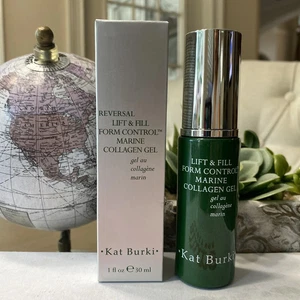 REVERSAL
LIFT & FILL
FORM CONTROL™
MARINE
COLLAGEN GEL
gel au
collagène
marin
·Kat Burki·
1 fl oz e 30 ml
LIFT & FILL
FORM CONTROL
MARINE
COLLAGEN GEL
gel au
collagène
marin
·Kat Burki